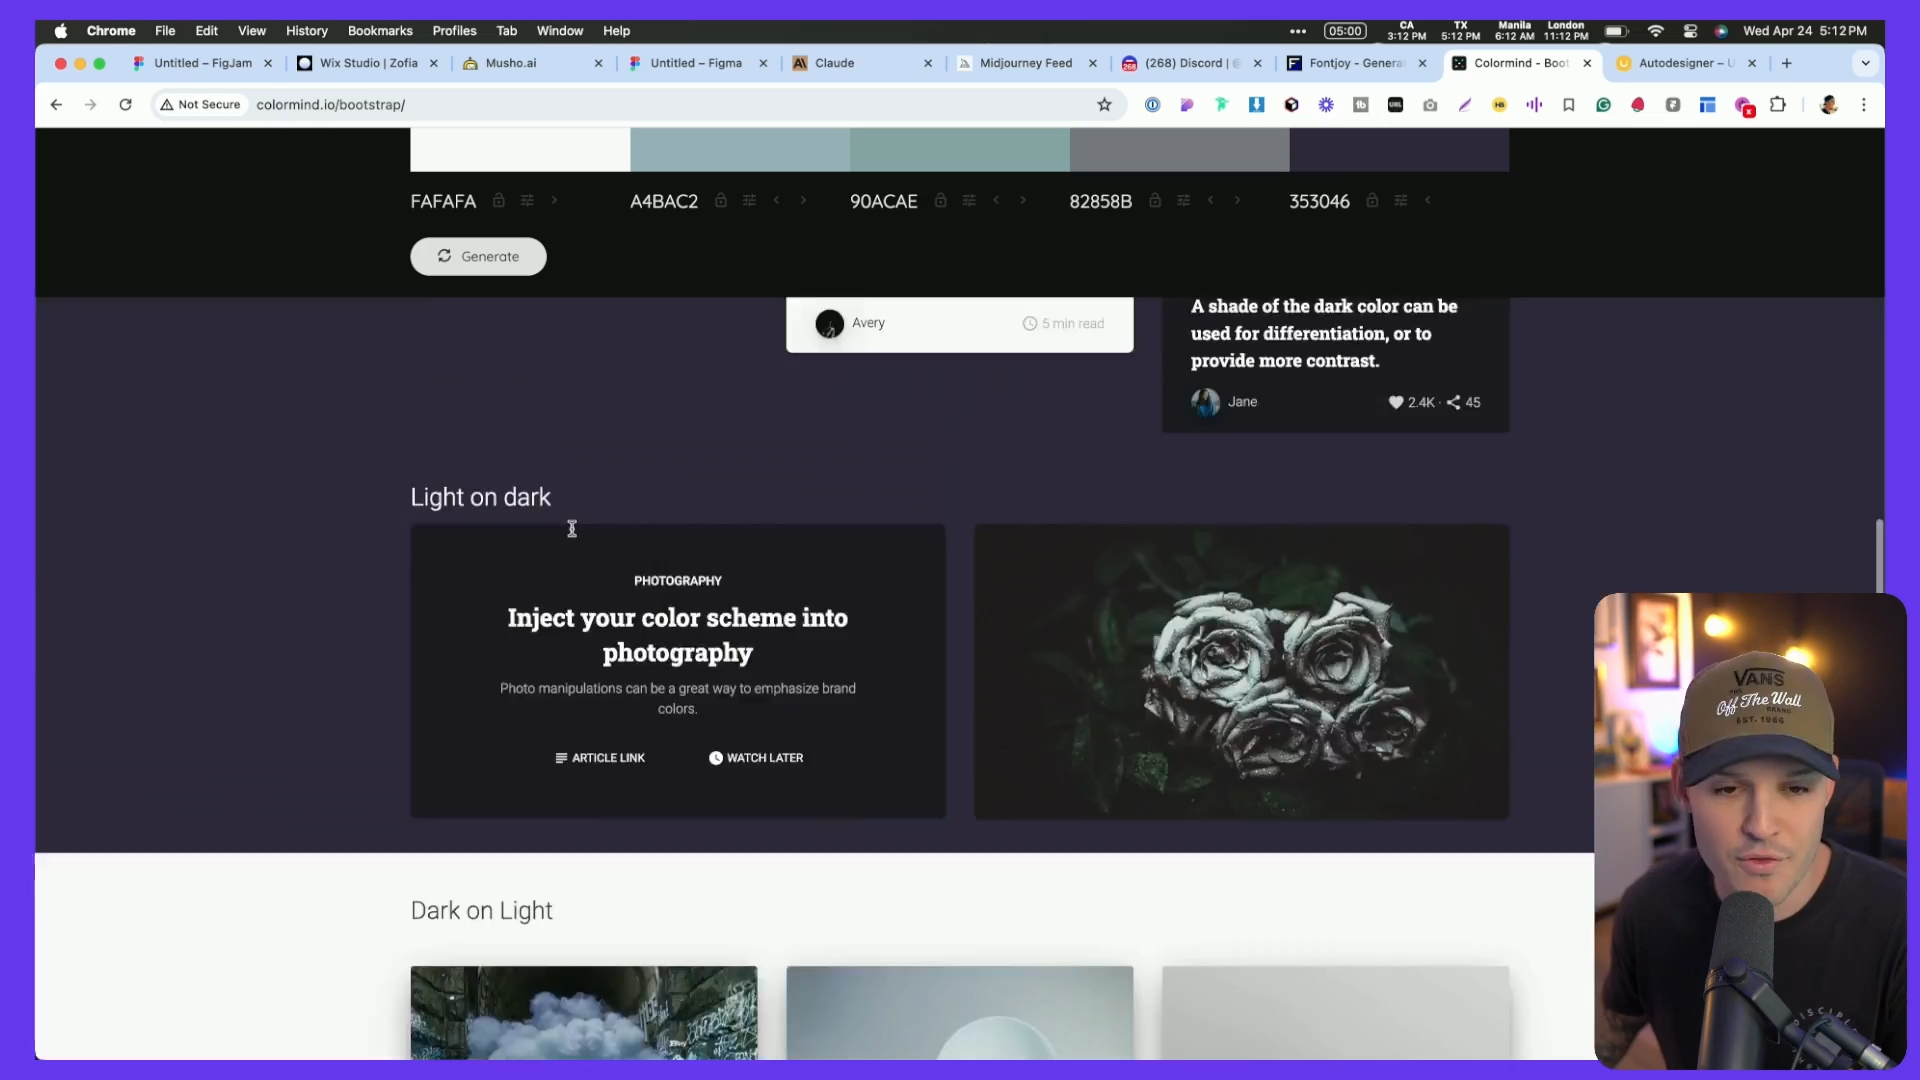 Chrome File Edit View History Bookmarks Profiles Tab Window Help
05:00
CA
3:12 PM
TX
5:12 PM
Manila
6:12 AM
London
11:12 PM
Wed Apr 24 5:12 PM
Untitled – FigJam
Wix Studio | Zofia
Musho.ai
Untitled – Figma
Claude
Midjourney Feed
(268) Discord |
Fontjoy - Genera
Colormind - Boot
Autodesigner – U
Not Secure
colormind.io/bootstrap/
FAFAFA
A4BAC2
90ACAE
82858B
353046
Generate
Avery
5 min read
A shade of the dark color can be
used for differentiation, or to
provide more contrast.
Jane
2.4K · 45
Light on dark
PHOTOGRAPHY
Inject your color scheme into
photography
Photo manipulations can be a great way to emphasize brand
colors.
ARTICLE LINK
WATCH LATER
Dark on Light
VANS
Off The Wall
BRAND
EST. 1966